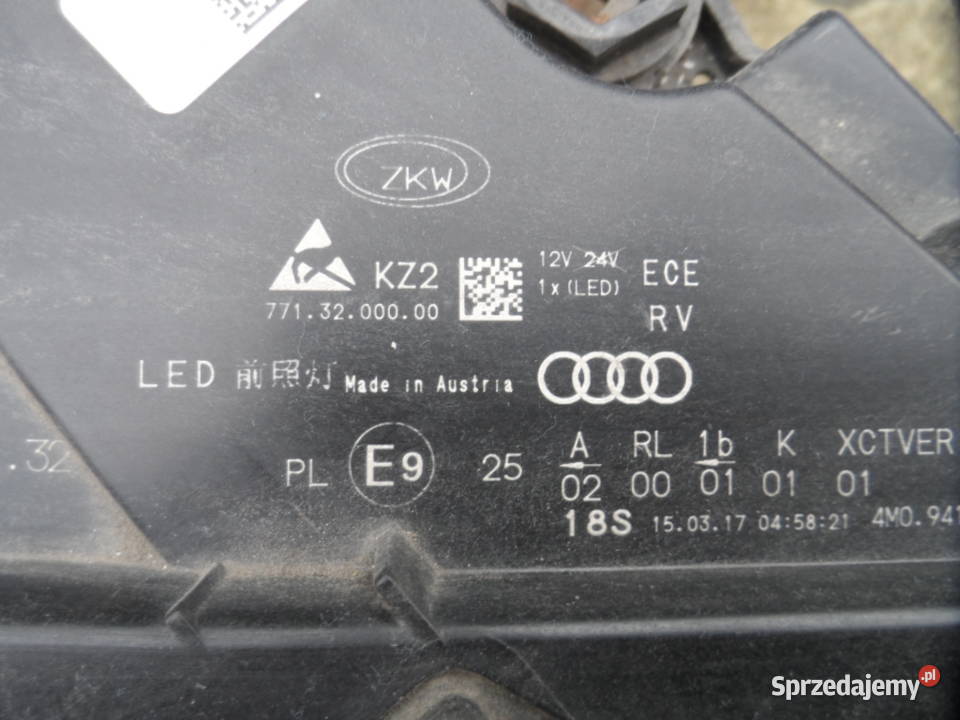 ZKW
KZ2
12V 24V ECE
1x (LED)
771.32.000.00
RV
LED 前照灯 Made in Austria
.32
PL E9 25 A RL 1b K XCTVER
02 00 01 01 01
18S 15.03.17 04:58:21 4M0.941
Sprzedajemy.pl